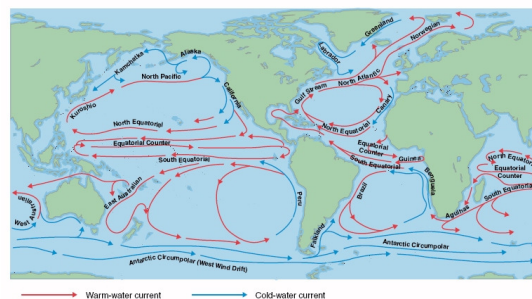 Greenland
Norwegian
Labrador
Alaska
Kamchatka
North Pacific
Kuroshio
California
Gulf Stream
North Atlantic
Canary
North Equatorial
North Equatorial
Equatorial Counter
South Equatorial
Equatorial
Counter
South Equatorial
Guinea
North Equatorial
Equatorial
Counter
South Equatorial
East Australian
West Australian
Peru
Brazil
Benguela
Agulhas
Falkland
Antarctic Circumpolar
Antarctic Circumpolar (West Wind Drift)
Warm-water current
Cold-water current